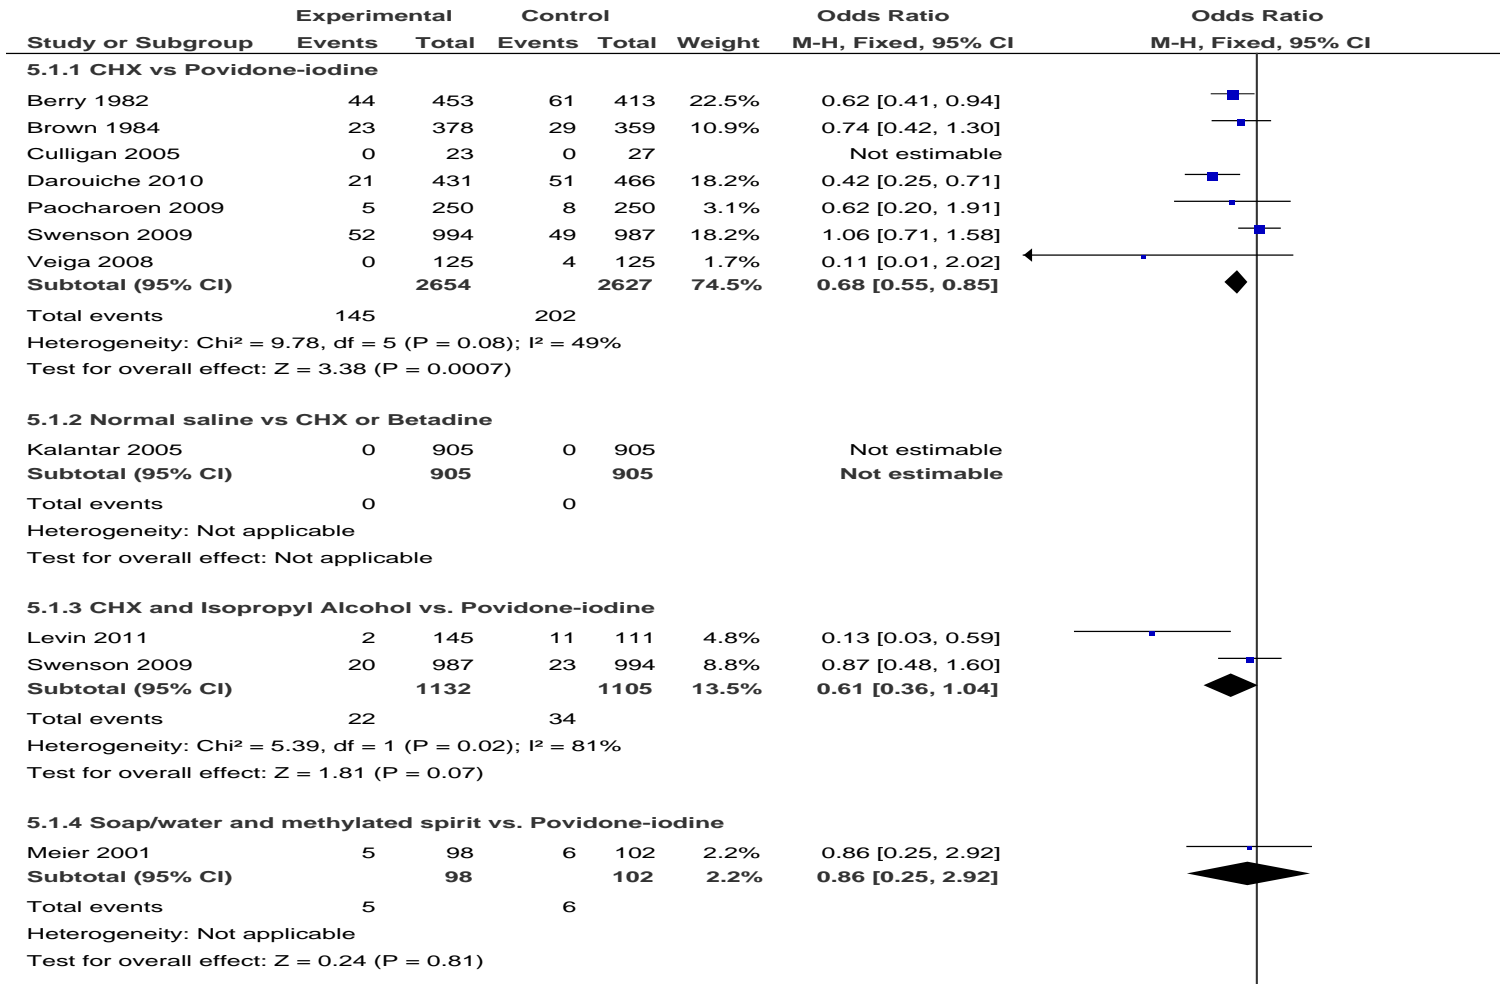 Experimental Control Odds Ratio Odds Ratio
Study or Subgroup Events Total Events Total Weight M-H, Fixed, 95% CI M-H, Fixed, 95% CI
5.1.1 CHX vs Povidone-iodine
Berry 1982 44 453 61 413 22.5% 0.62 [0.41, 0.94]
Brown 1984 23 378 29 359 10.9% 0.74 [0.42, 1.30]
Culligan 2005 0 23 0 27 Not estimable
Darouiche 2010 21 431 51 466 18.2% 0.42 [0.25, 0.71]
Paocharoen 2009 5 250 8 250 3.1% 0.62 [0.20, 1.91]
Swenson 2009 52 994 49 987 18.2% 1.06 [0.71, 1.58]
Veiga 2008 0 125 4 125 1.7% 0.11 [0.01, 2.02]
Subtotal (95% CI) 2654 2627 74.5% 0.68 [0.55, 0.85]
Total events 145 202
Heterogeneity: Chi² = 9.78, df = 5 (P = 0.08); I² = 49%
Test for overall effect: Z = 3.38 (P = 0.0007)
5.1.2 Normal saline vs CHX or Betadine
Kalantar 2005 0 905 0 905 Not estimable
Subtotal (95% CI) 905 905 Not estimable
Total events 0 0
Heterogeneity: Not applicable
Test for overall effect: Not applicable
5.1.3 CHX and Isopropyl Alcohol vs. Povidone-iodine
Levin 2011 2 145 11 111 4.8% 0.13 [0.03, 0.59]
Swenson 2009 20 987 23 994 8.8% 0.87 [0.48, 1.60]
Subtotal (95% CI) 1132 1105 13.5% 0.61 [0.36, 1.04]
Total events 22 34
Heterogeneity: Chi² = 5.39, df = 1 (P = 0.02); I² = 81%
Test for overall effect: Z = 1.81 (P = 0.07)
5.1.4 Soap/water and methylated spirit vs. Povidone-iodine
Meier 2001 5 98 6 102 2.2% 0.86 [0.25, 2.92]
Subtotal (95% CI) 98 102 2.2% 0.86 [0.25, 2.92]
Total events 5 6
Heterogeneity: Not applicable
Test for overall effect: Z = 0.24 (P = 0.81)